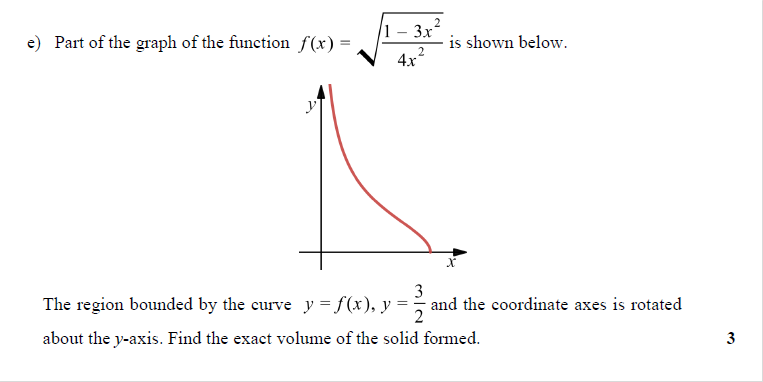 e) Part of the graph of the function f(x) = √((1 – 3x²)/(4x²)) is shown below.
y
x
The region bounded by the curve y = f(x), y = 3/2 and the coordinate axes is rotated
about the y-axis. Find the exact volume of the solid formed. 3